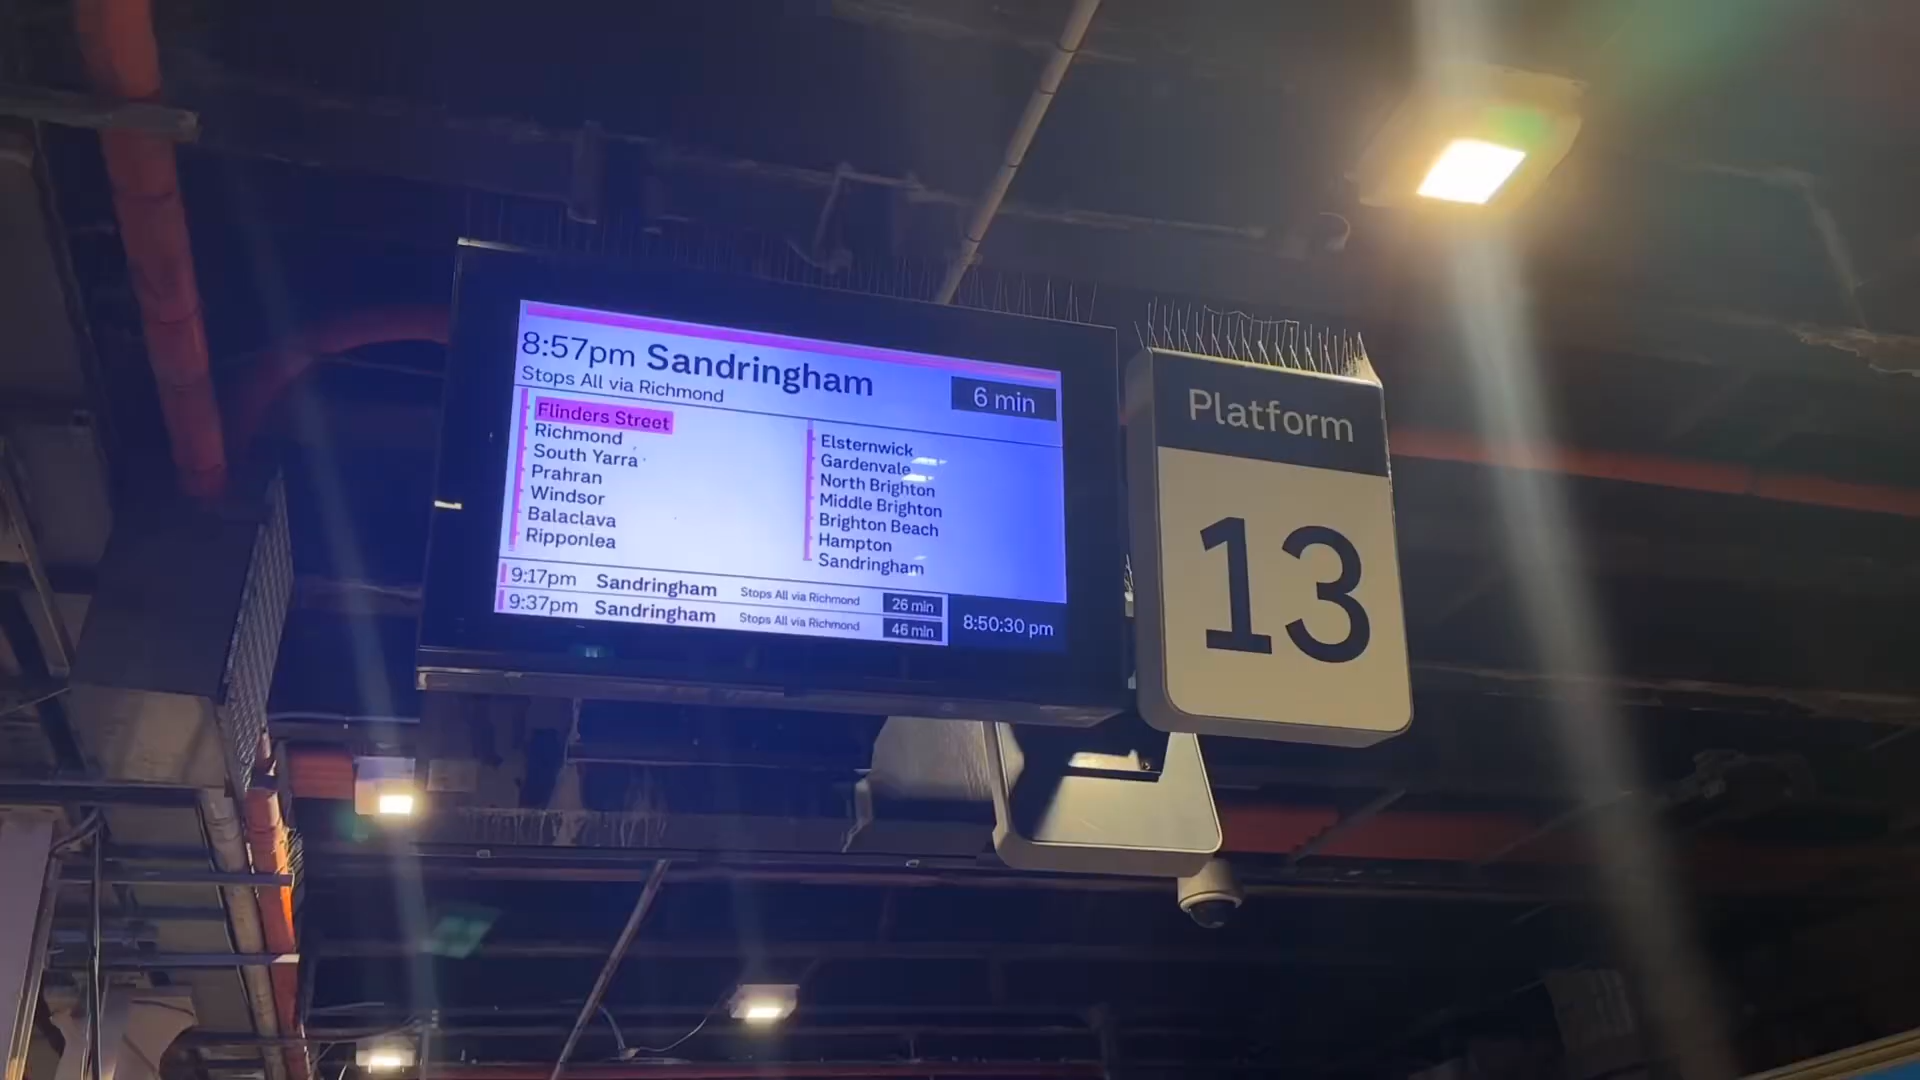 8:57pm Sandringham
6 min
Stops All via Richmond
Flinders Street
Richmond
South Yarra
Prahran
Windsor
Balaclava
Ripponlea
Elsternwick
Gardenvale
North Brighton
Middle Brighton
Brighton Beach
Hampton
Sandringham
9:17pm Sandringham Stops All via Richmond 26 min
9:37pm Sandringham Stops All via Richmond 46 min
8:50:30 pm
Platform
13